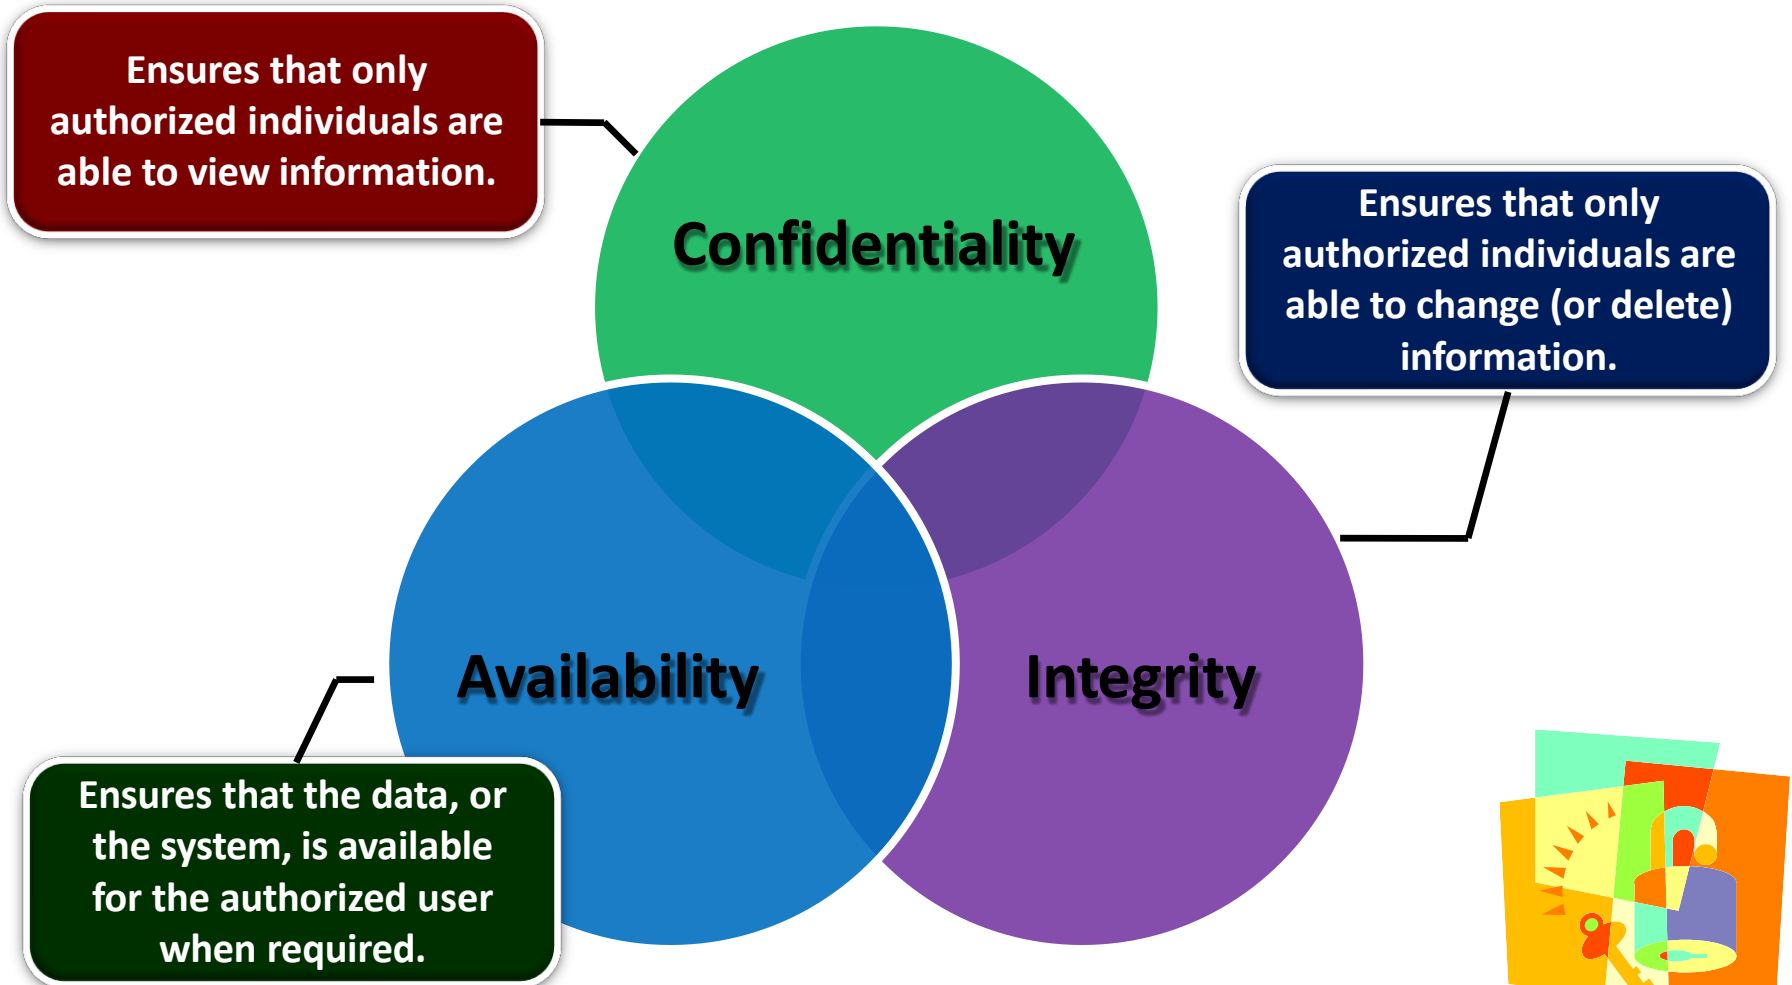 Ensures that only
authorized individuals are
able to view information.
Confidentiality
Ensures that only
authorized individuals are
able to change (or delete)
information.
Availability
Integrity
Ensures that the data, or
the system, is available
for the authorized user
when required.